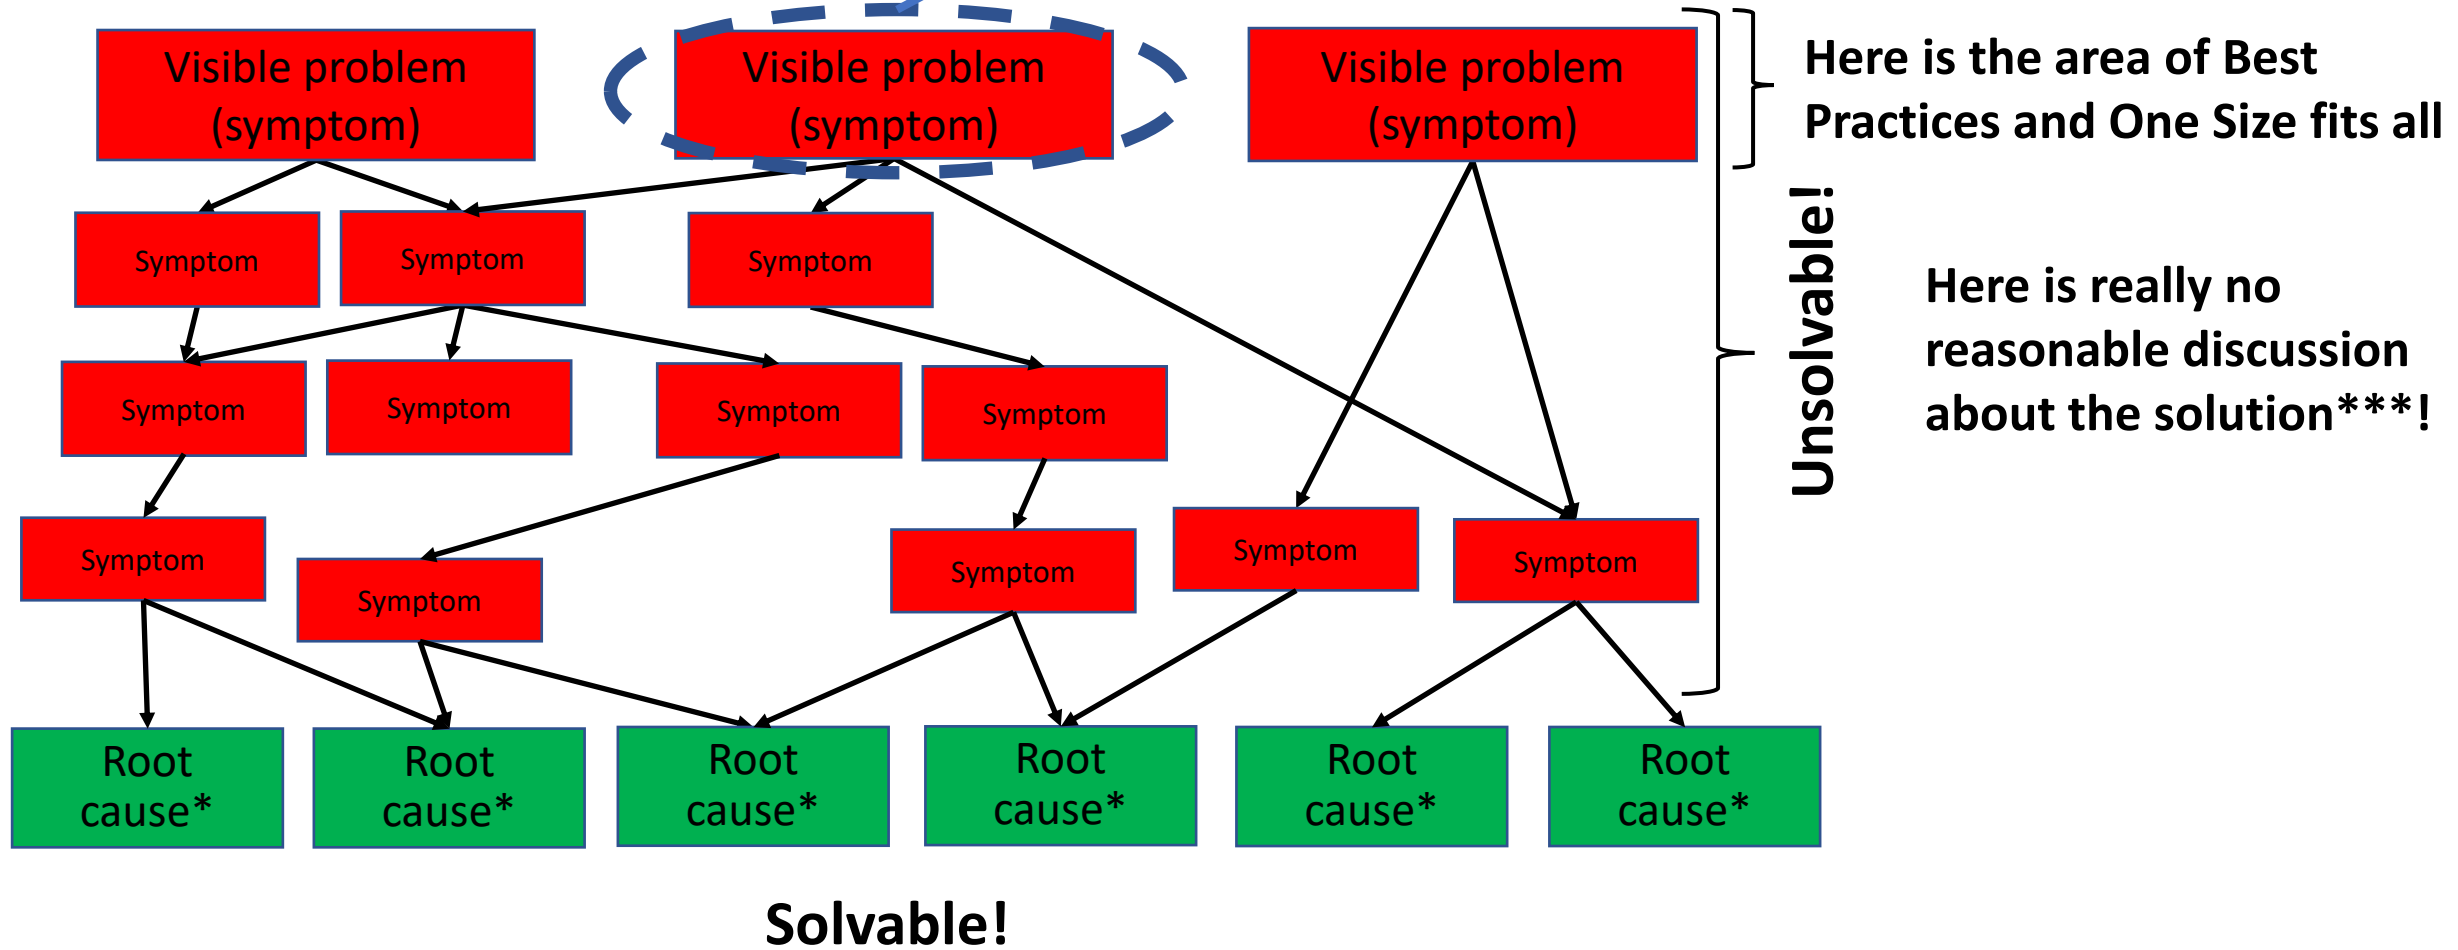 Visible problem
(symptom)
Visible problem
(symptom)
Visible problem
(symptom)
Here is the area of Best
Practices and One Size fits all
Symptom
Symptom
Symptom
Unsolvable!
Here is really no
reasonable discussion
about the solution***!
Symptom
Symptom
Symptom
Symptom
Symptom
Symptom
Symptom
Symptom
Symptom
Root
cause*
Root
cause*
Root
cause*
Root
cause*
Root
cause*
Root
cause*
Solvable!